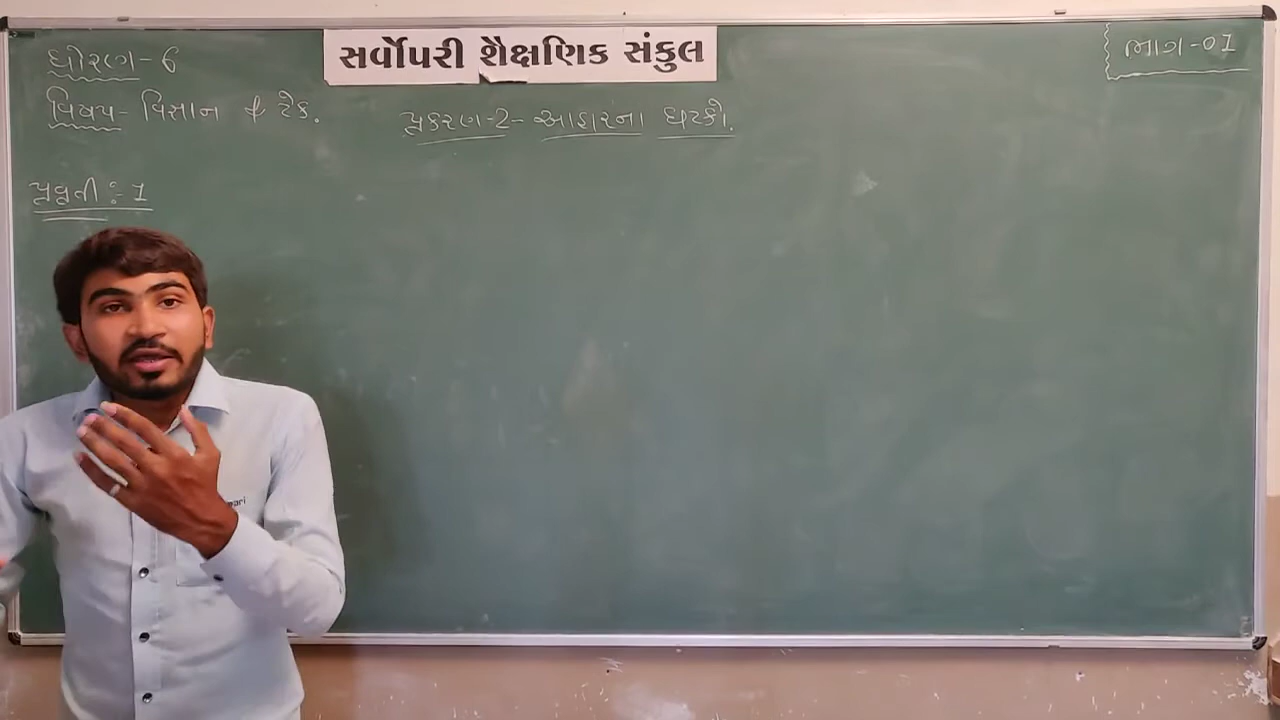 સર્વોપરી શૈક્ષણિક સંકુલ
ધોરણ-6
ભાગ-01
વિષય- વિજ્ઞાન & ટેક.
પ્રકરણ-2- આહારના ઘટકો.
પ્રવૃતી :- 1